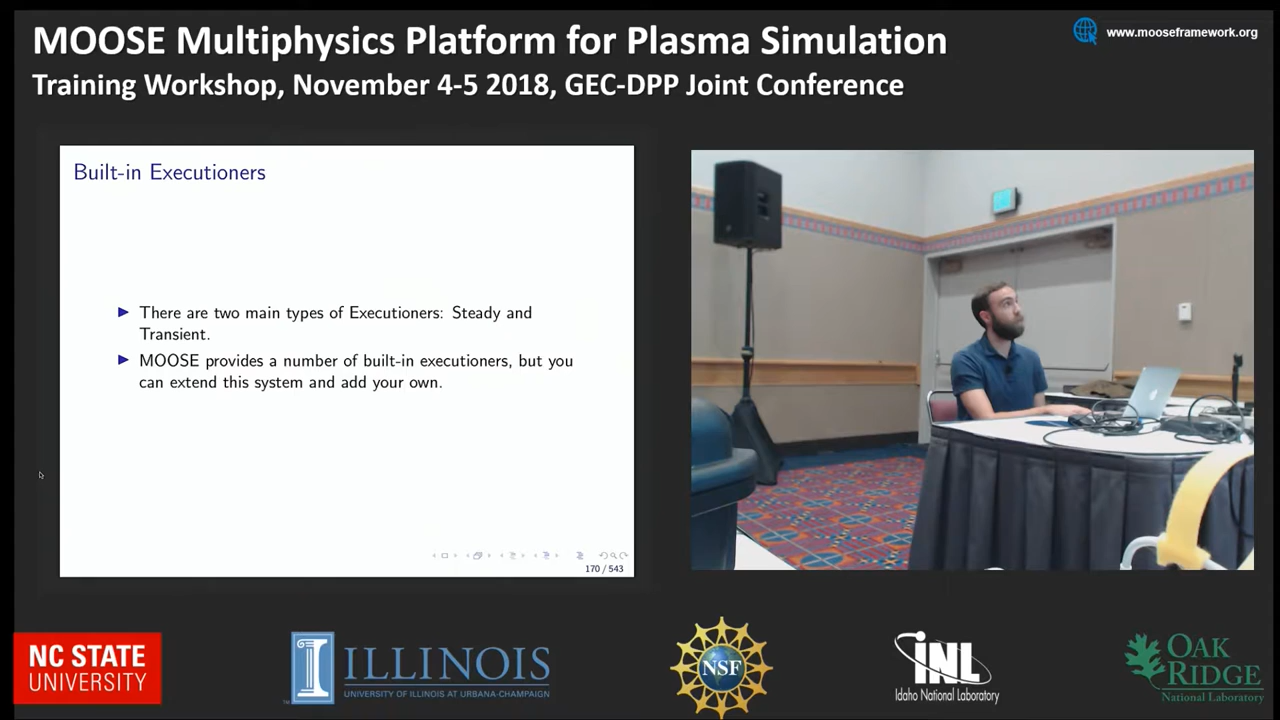 MOOSE Multiphysics Platform for Plasma Simulation
www.mooseframework.org
Training Workshop, November 4-5 2018, GEC-DPP Joint Conference
Built-in Executioners
There are two main types of Executioners: Steady and
Transient.
MOOSE provides a number of built-in executioners, but you
can extend this system and add your own.
170 / 543
NC STATE
UNIVERSITY
ILLINOIS
UNIVERSITY OF ILLINOIS AT URBANA-CHAMPAIGN
NSF
INL
Idaho National Laboratory
OAK
RIDGE
National Laboratory